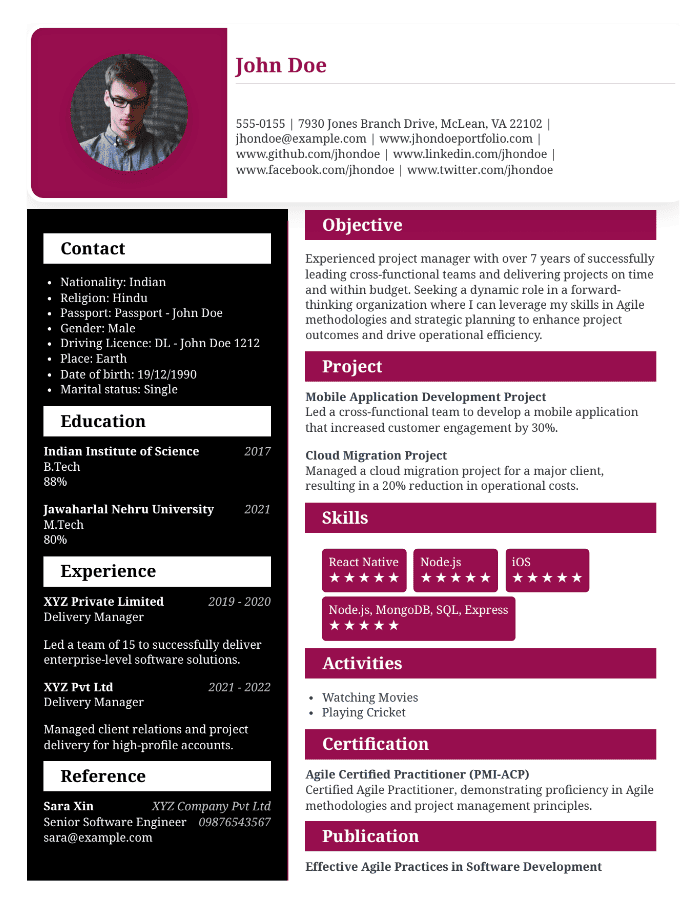 John Doe
555-0155 | 7930 Jones Branch Drive, McLean, VA 22102 |
jhondoe@example.com | www.jhondoeportfolio.com |
www.github.com/jhondoe | www.linkedin.com/jhondoe |
www.facebook.com/jhondoe | www.twitter.com/jhondoe
Contact
• Nationality: Indian
• Religion: Hindu
• Passport: Passport - John Doe
• Gender: Male
• Driving Licence: DL - John Doe 1212
• Place: Earth
• Date of birth: 19/12/1990
• Marital status: Single
Education
Indian Institute of Science 2017
B.Tech
88%
Jawaharlal Nehru University 2021
M.Tech
80%
Experience
XYZ Private Limited 2019 - 2020
Delivery Manager
Led a team of 15 to successfully deliver
enterprise-level software solutions.
XYZ Pvt Ltd 2021 - 2022
Delivery Manager
Managed client relations and project
delivery for high-profile accounts.
Reference
Sara Xin XYZ Company Pvt Ltd
Senior Software Engineer 09876543567
sara@example.com
Objective
Experienced project manager with over 7 years of successfully
leading cross-functional teams and delivering projects on time
and within budget. Seeking a dynamic role in a forward-
thinking organization where I can leverage my skills in Agile
methodologies and strategic planning to enhance project
outcomes and drive operational efficiency.
Project
Mobile Application Development Project
Led a cross-functional team to develop a mobile application
that increased customer engagement by 30%.
Cloud Migration Project
Managed a cloud migration project for a major client,
resulting in a 20% reduction in operational costs.
Skills
React Native Node.js iOS
★★★★★ ★★★★★ ★★★★★
Node.js, MongoDB, SQL, Express
★★★★★
Activities
• Watching Movies
• Playing Cricket
Certification
Agile Certified Practitioner (PMI-ACP)
Certified Agile Practitioner, demonstrating proficiency in Agile
methodologies and project management principles.
Publication
Effective Agile Practices in Software Development